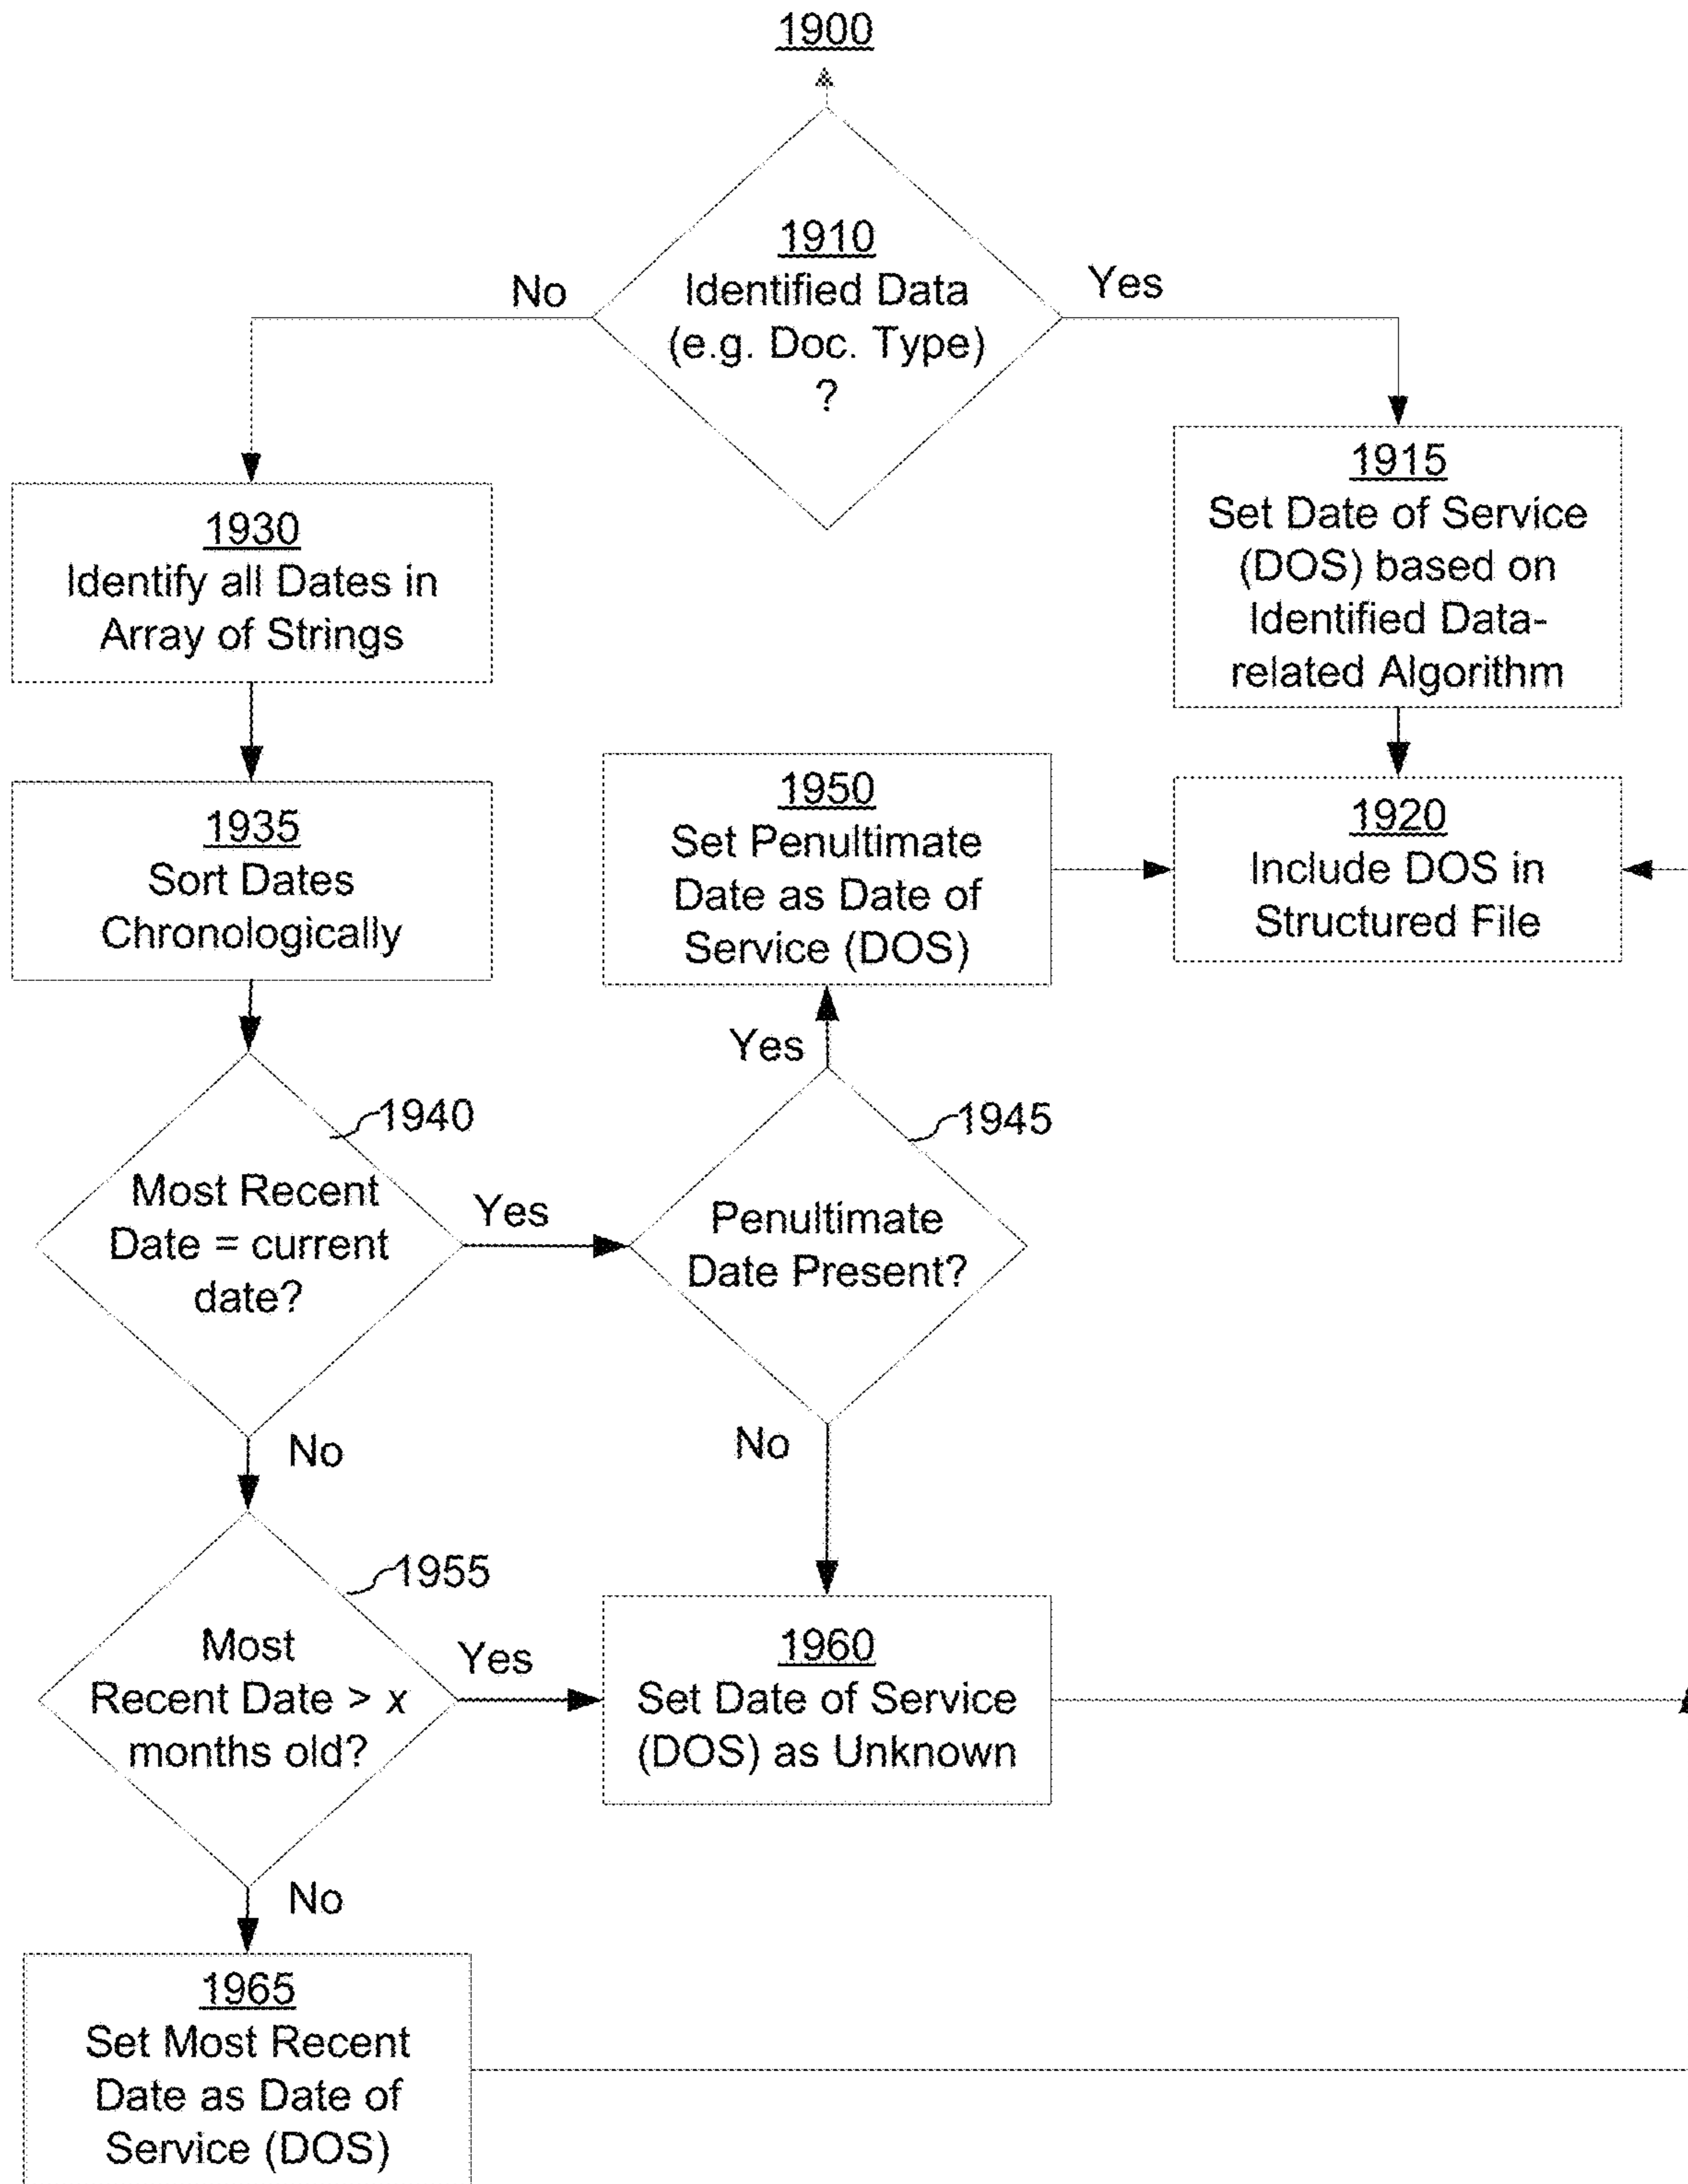 1900
1910
Identified Data
(e.g. Doc. Type)
?
No
Yes
1915
Set Date of Service
(DOS) based on
Identified Data-
related Algorithm
1930
Identify all Dates in
Array of Strings
1935
Sort Dates
Chronologically
1950
Set Penultimate
Date as Date of
Service (DOS)
1920
Include DOS in
Structured File
Yes
1940
Most Recent
Date = current
date?
Yes
1945
Penultimate
Date Present?
No
No
1955
Most
Recent Date > x
months old?
Yes
1960
Set Date of Service
(DOS) as Unknown
No
1965
Set Most Recent
Date as Date of
Service (DOS)